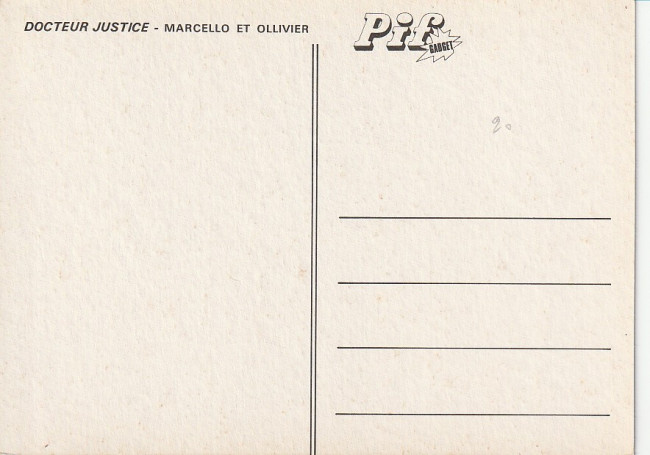 DOCTEUR JUSTICE - MARCELLO ET OLLIVIER
Pif
GADGET